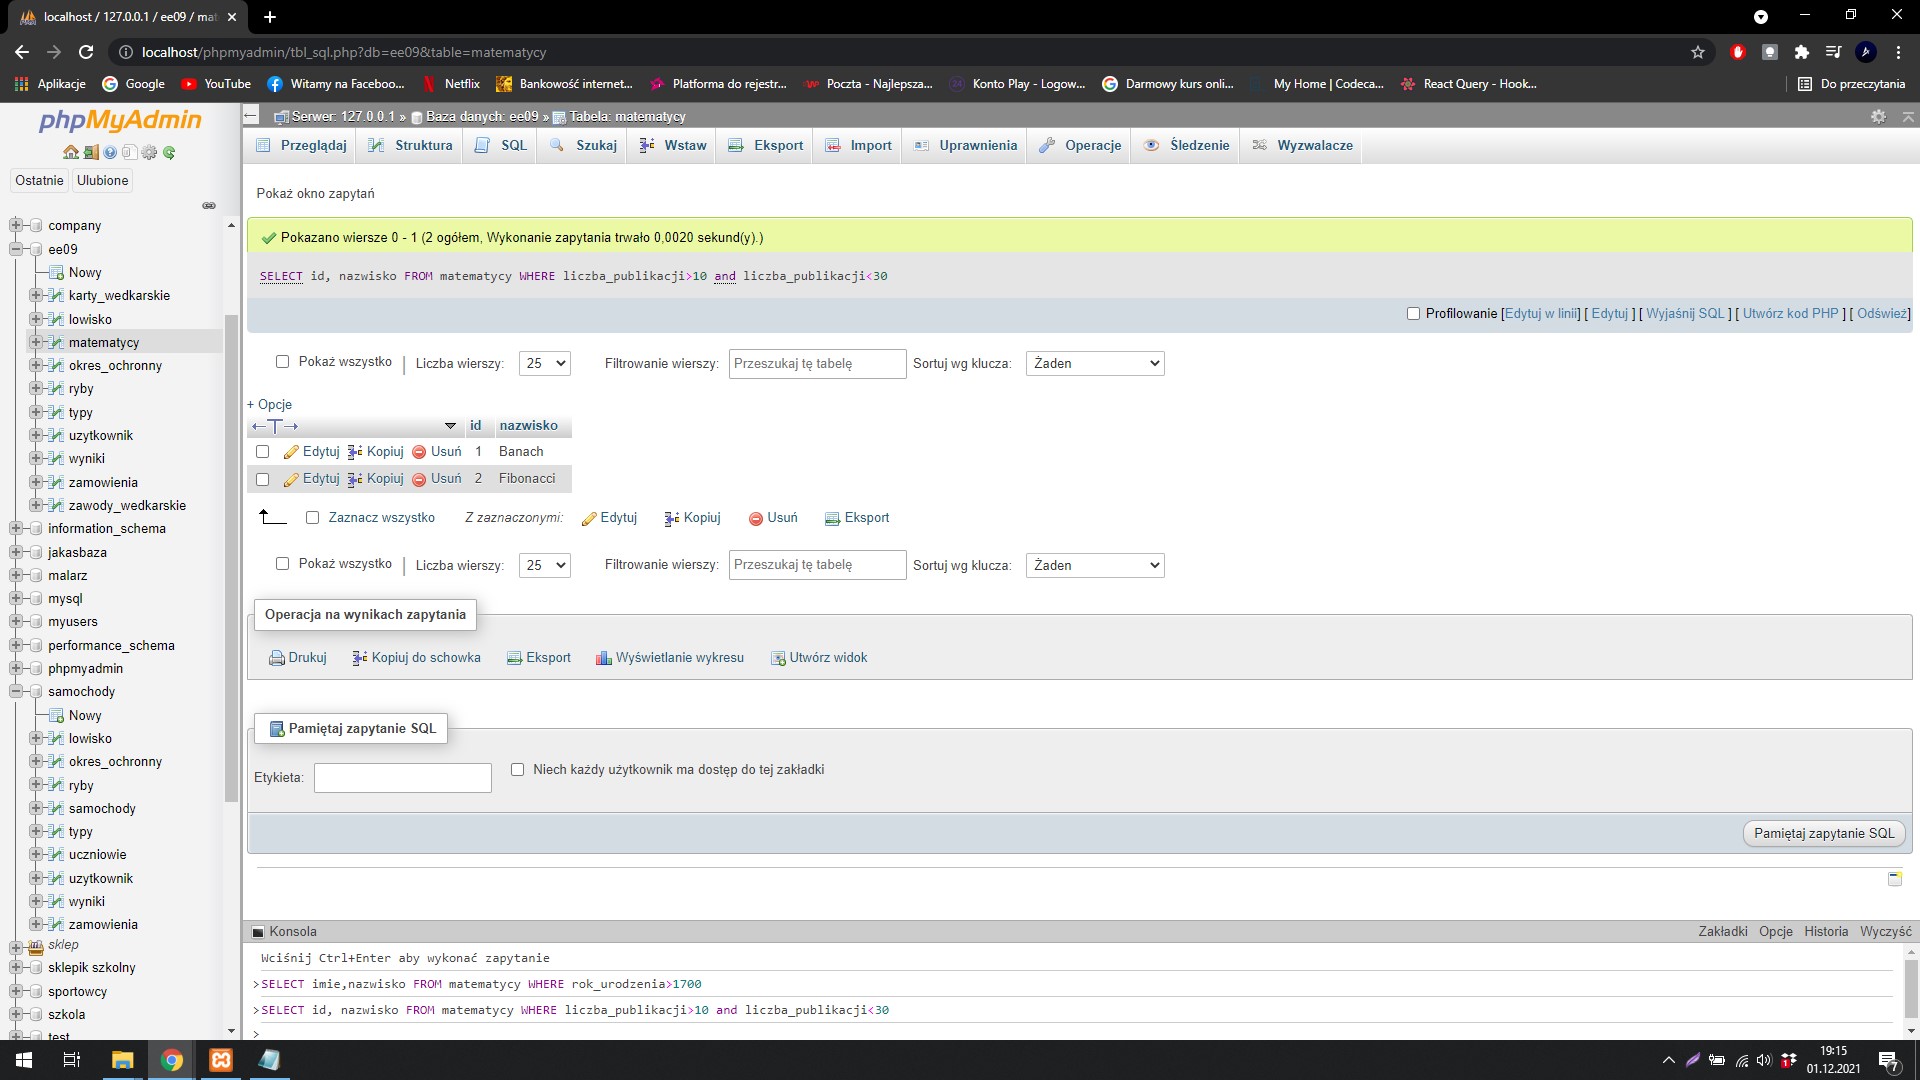 localhost / 127.0.0.1 / ee09 / mat
localhost/phpmyadmin/tbl_sql.php?db=ee09&table=matematycy
Aplikacje Google YouTube Witamy na Faceboo... Netflix Bankowość internet... Platforma do rejestr... Poczta - Najlepsza... Konto Play - Logow... Darmowy kurs onli... My Home | Codeca... React Query - Hook... Do przeczytania
phpMyAdmin
Ostatnie Ulubione
company
ee09
Nowy
karty_wedkarskie
lowisko
matematycy
okres_ochronny
ryby
typy
uzytkownik
wyniki
zamowienia
zawody_wedkarskie
information_schema
jakasbaza
malarz
mysql
myusers
performance_schema
phpmyadmin
samochody
Nowy
lowisko
okres_ochronny
ryby
samochody
typy
uczniowie
uzytkownik
wyniki
zamowienia
sklep
sklepik szkolny
sportowcy
szkola
test
Serwer: 127.0.0.1 » Baza danych: ee09 » Tabela: matematycy
Przeglądaj Struktura SQL Szukaj Wstaw Eksport Import Uprawnienia Operacje Śledzenie Wyzwalacze
Pokaż okno zapytań
Pokazano wiersze 0 - 1 (2 ogółem, Wykonanie zapytania trwało 0,0020 sekund(y).)
SELECT id, nazwisko FROM matematycy WHERE liczba_publikacji>10 and liczba_publikacji<30
Profilowanie [Edytuj w linii] [ Edytuj ] [ Wyjaśnij SQL ] [ Utwórz kod PHP ] [ Odśwież]
Pokaż wszystko | Liczba wierszy: 25 Filtrowanie wierszy: Przeszukaj tę tabelę Sortuj wg klucza: Żaden
+ Opcje
←T→ id nazwisko
Edytuj Kopiuj Usuń 1 Banach
Edytuj Kopiuj Usuń 2 Fibonacci
Zaznacz wszystko Z zaznaczonymi: Edytuj Kopiuj Usuń Eksport
Pokaż wszystko | Liczba wierszy: 25 Filtrowanie wierszy: Przeszukaj tę tabelę Sortuj wg klucza: Żaden
Operacja na wynikach zapytania
Drukuj Kopiuj do schowka Eksport Wyświetlanie wykresu Utwórz widok
Pamiętaj zapytanie SQL
Etykieta: Niech każdy użytkownik ma dostęp do tej zakładki
Pamiętaj zapytanie SQL
Konsola Zakładki Opcje Historia Wyczyść
Wciśnij Ctrl+Enter aby wykonać zapytanie
>SELECT imie,nazwisko FROM matematycy WHERE rok_urodzenia>1700
>SELECT id, nazwisko FROM matematycy WHERE liczba_publikacji>10 and liczba_publikacji<30
>
19:15
01.12.2021
7